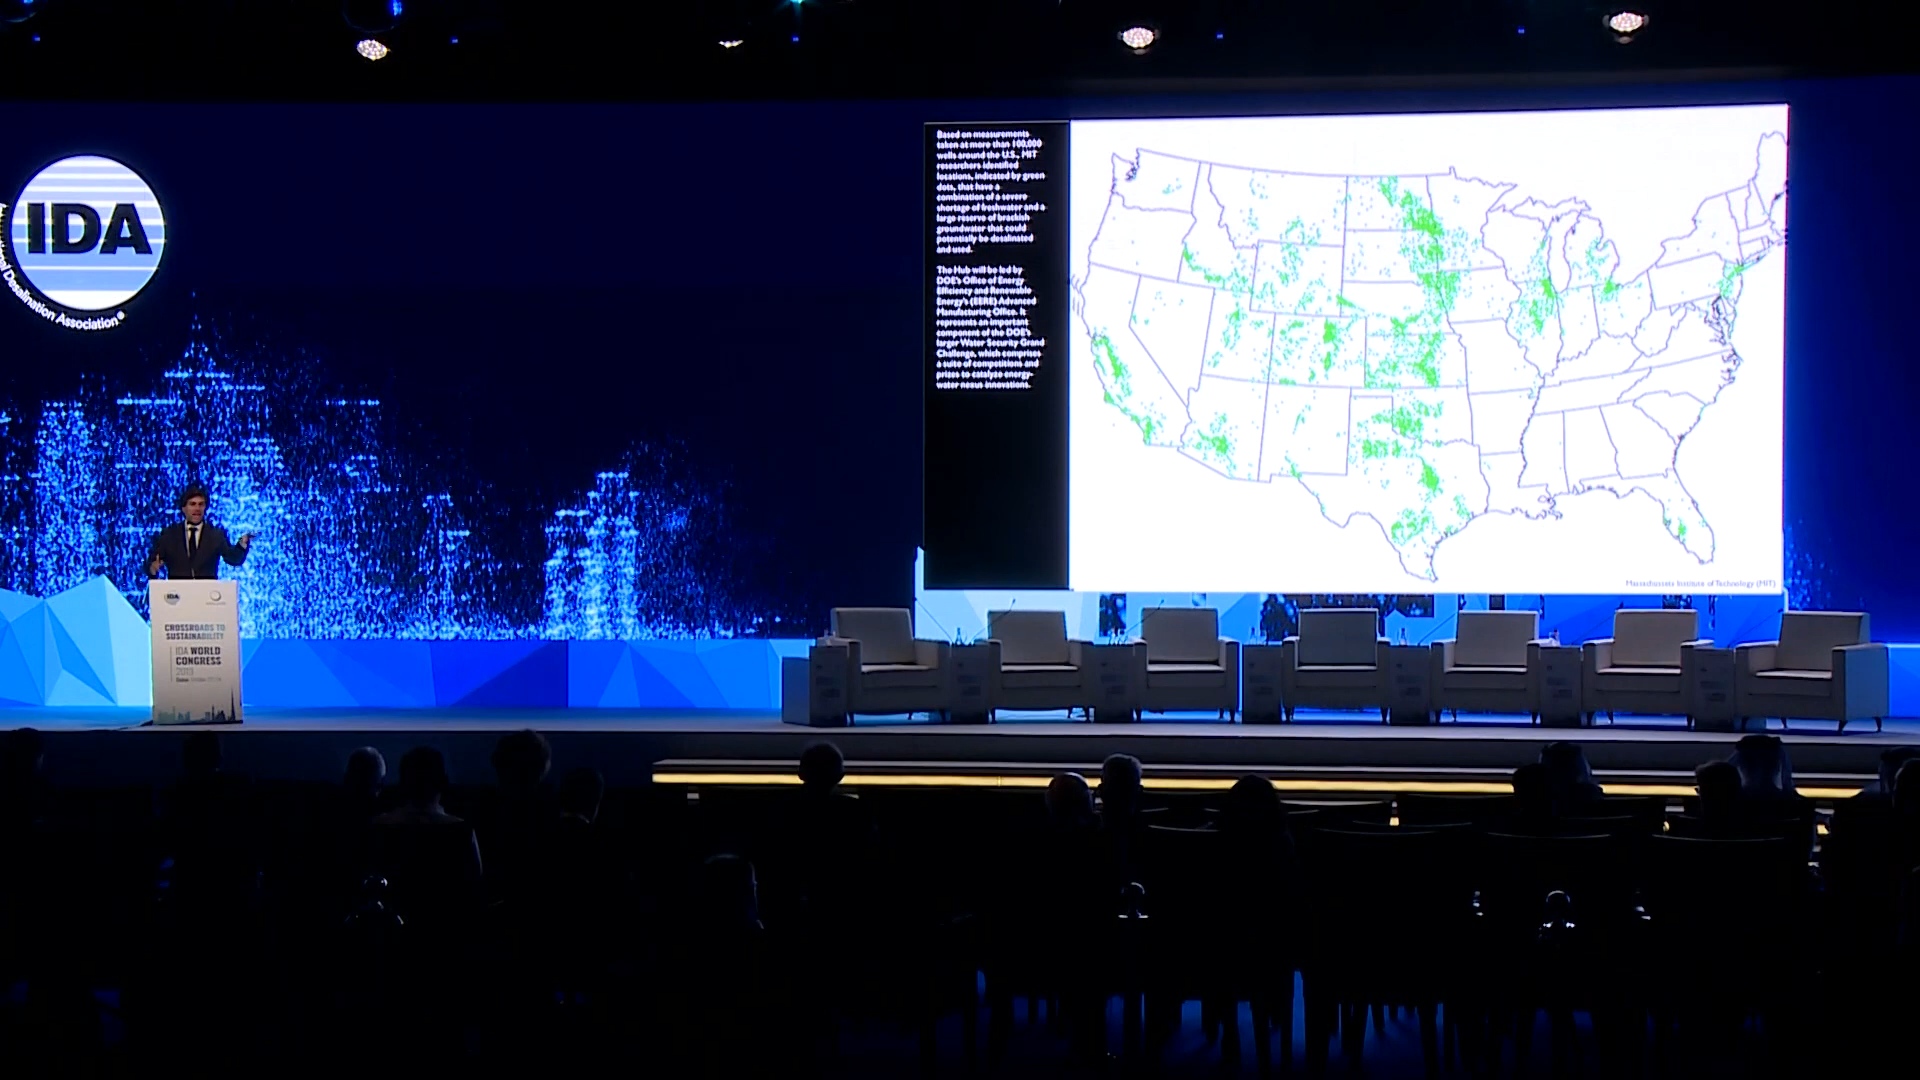 IDA
Desalination Association®
Based on measurements
taken at more than 100,000
wells around the U.S., MIT
researchers identified
locations, indicated by green
dots, that have a
combination of a severe
shortage of freshwater and a
large reserve of brackish
groundwater that could
potentially be desalinated
and used.
The Hub will be led by
DOE's Office of Energy
Efficiency and Renewable
Energy's (EERE) Advanced
Manufacturing Office. It
represents an important
component of the DOE's
larger Water Security Grand
Challenge, which comprises
a suite of competitions and
prizes to catalyze energy-
water nexus innovations.
Massachusetts Institute of Technology (MIT)
IDA
CROSSROADS TO
SUSTAINABILITY
IDA WORLD
CONGRESS
2019